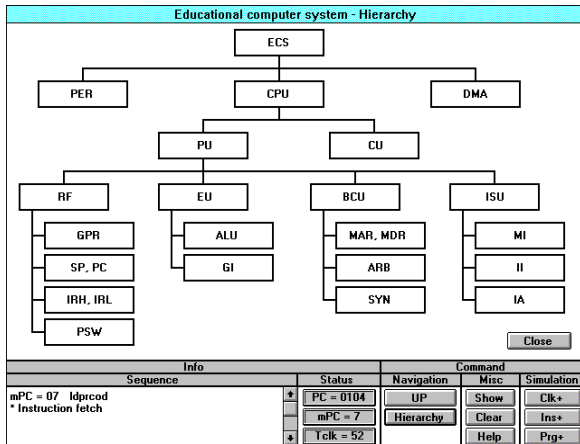 Educational computer system - Hierarchy
ECS
PER CPU DMA
PU CU
RF EU BCU ISU
GPR ALU MAR, MDR MI
SP, PC GI ARB II
IRH, IRL SYN IA
PSW
Close
Info Command
Sequence Status Navigation Misc Simulation
mPC = 07 ldprcod PC = 0104 UP Show Clk+
* Instruction fetch mPC = 7 Hierarchy Clear Ins+
Tclk = 52 Help Prg+